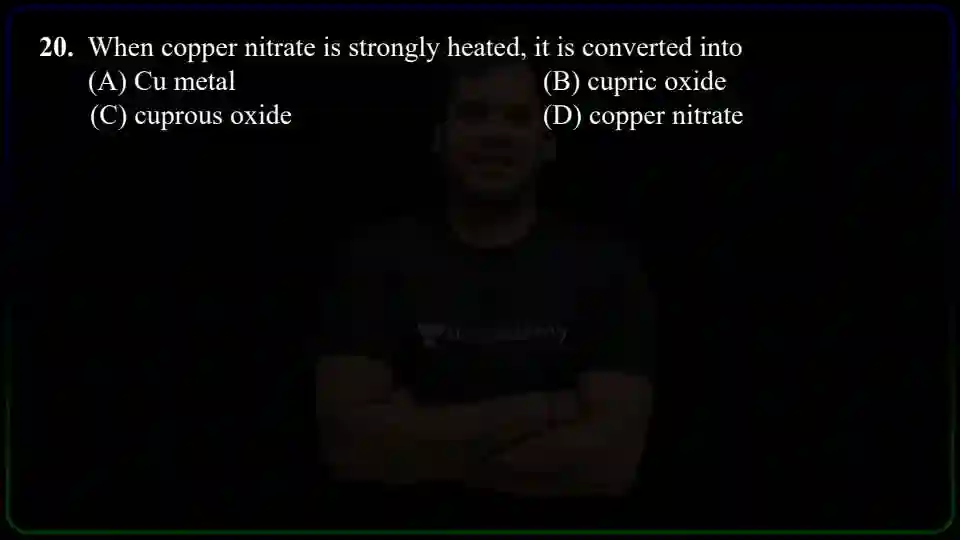 20. When copper nitrate is strongly heated, it is converted into
(A) Cu metal (B) cupric oxide
(C) cuprous oxide (D) copper nitrate